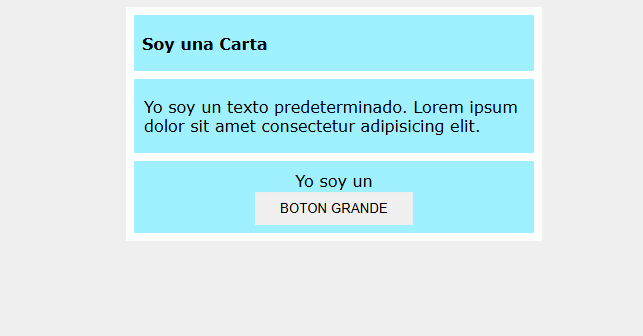 Soy una Carta
Yo soy un texto predeterminado. Lorem ipsum
dolor sit amet consectetur adipisicing elit.
Yo soy un
BOTON GRANDE